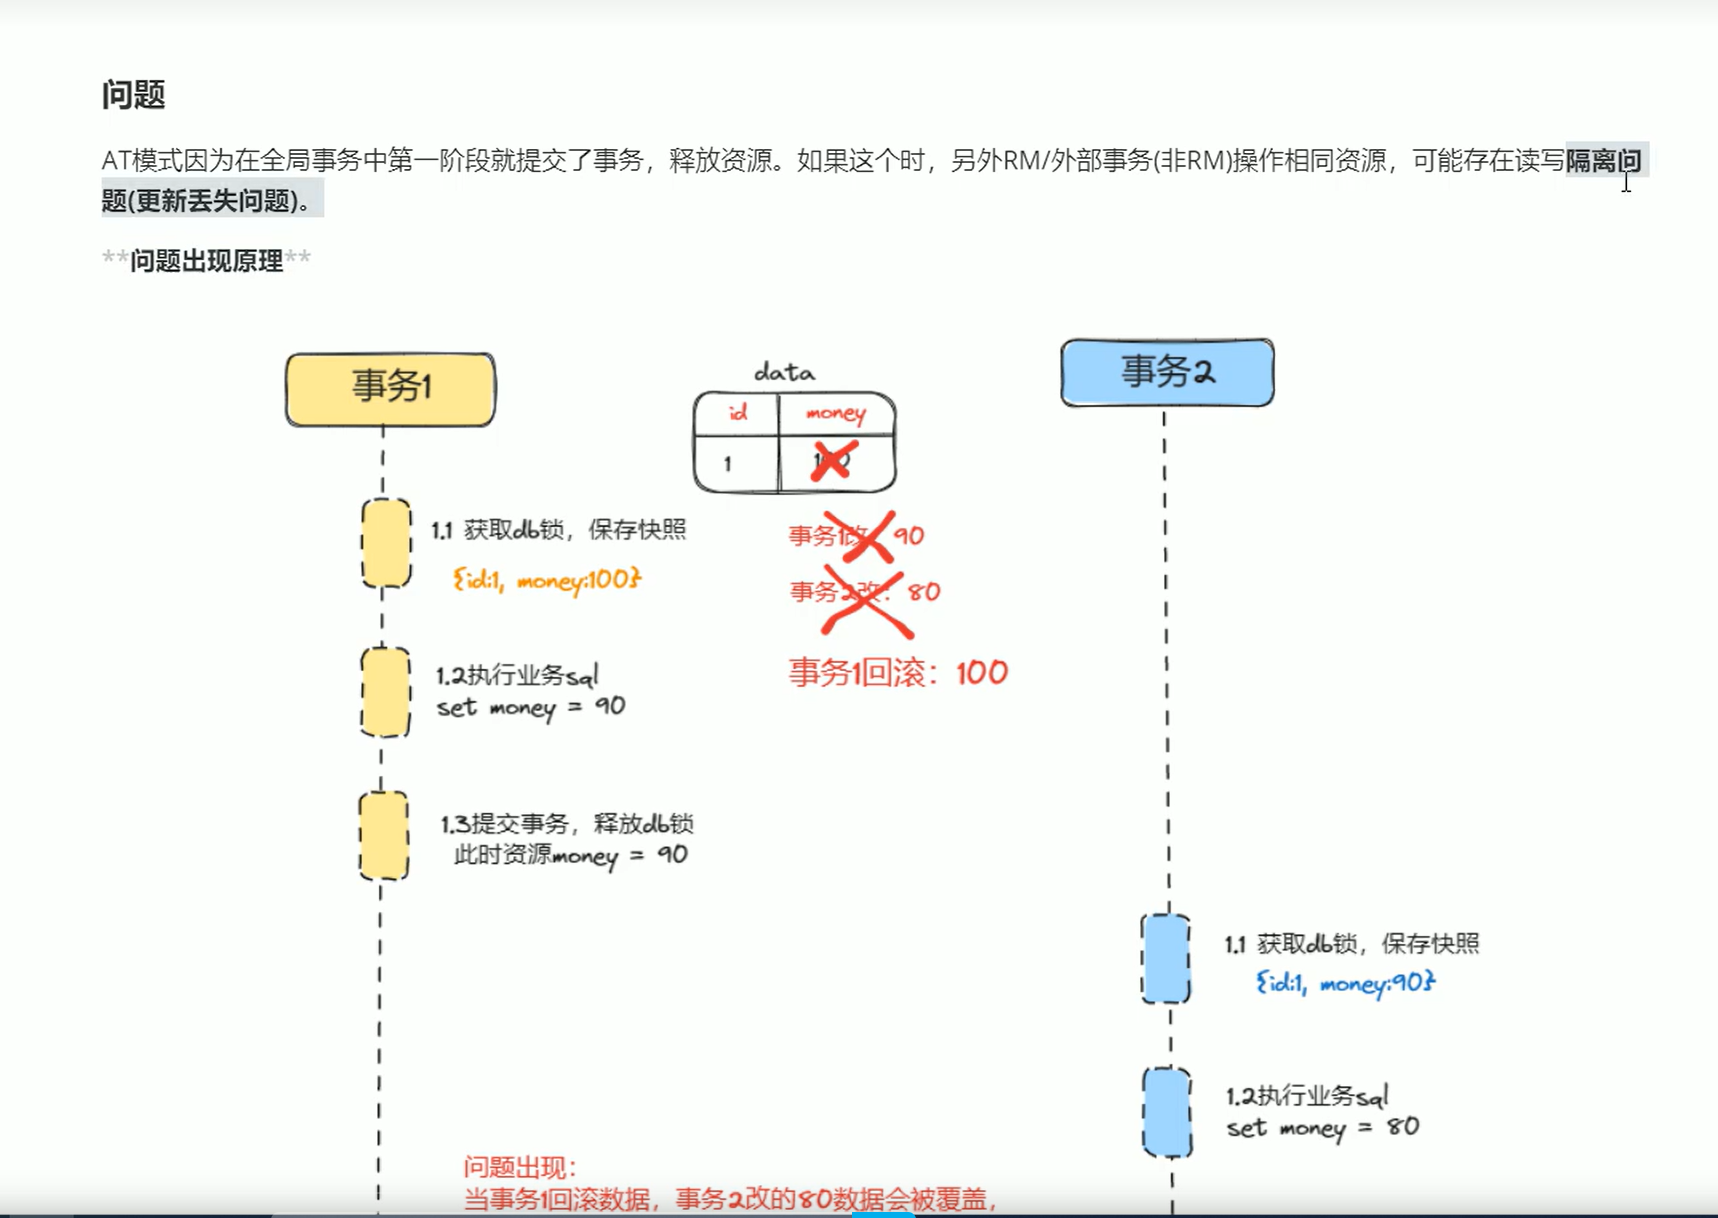 问题
AT模式因为在全局事务中第一阶段就提交了事务，释放资源。如果这个时，另外RM/外部事务(非RM)操作相同资源，可能存在读写隔离问
题(更新丢失问题)。
**问题出现原理**
事务1
data
id money
1 100
事务2
1.1 获取db锁，保存快照
{id:1, money:100}
事务1改：90
事务2改：80
事务1回滚：100
1.2执行业务sql
set money = 90
1.3提交事务，释放db锁
此时资源money = 90
1.1 获取db锁，保存快照
{id:1, money:90}
1.2执行业务sql
set money = 80
问题出现：
当事务1回滚数据，事务2改的80数据会被覆盖，